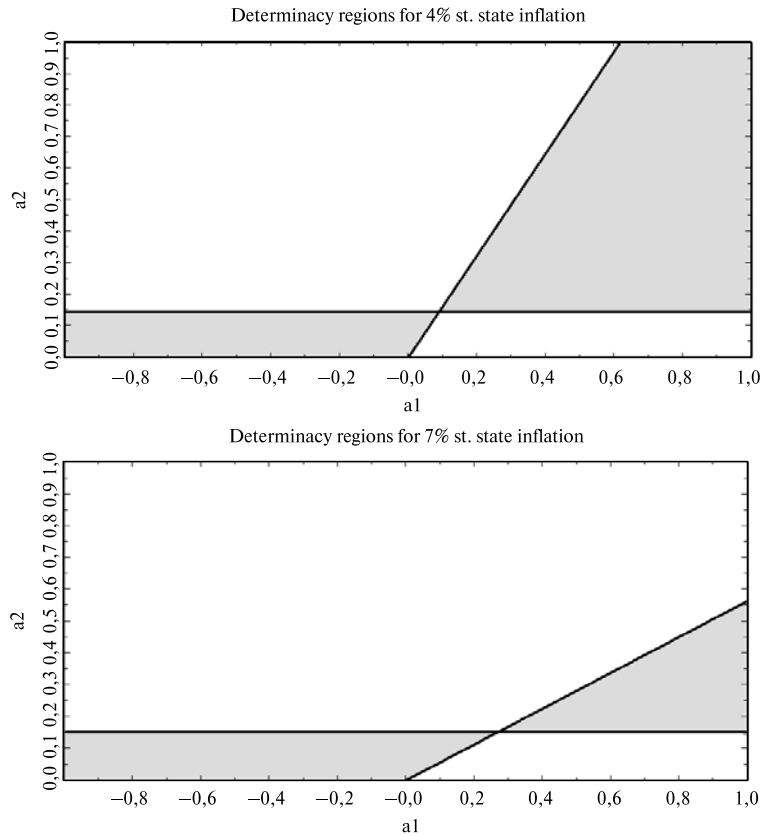 Determinacy regions for 4% st. state inflation
a2
0,0 0,1 0,2 0,3 0,4 0,5 0,6 0,7 0,8 0,9 1,0
−0,8 −0,6 −0,4 −0,2 −0,0 0,2 0,4 0,6 0,8 1,0
a1
Determinacy regions for 7% st. state inflation
a2
0,0 0,1 0,2 0,3 0,4 0,5 0,6 0,7 0,8 0,9 1,0
−0,8 −0,6 −0,4 −0,2 −0,0 0,2 0,4 0,6 0,8 1,0
a1